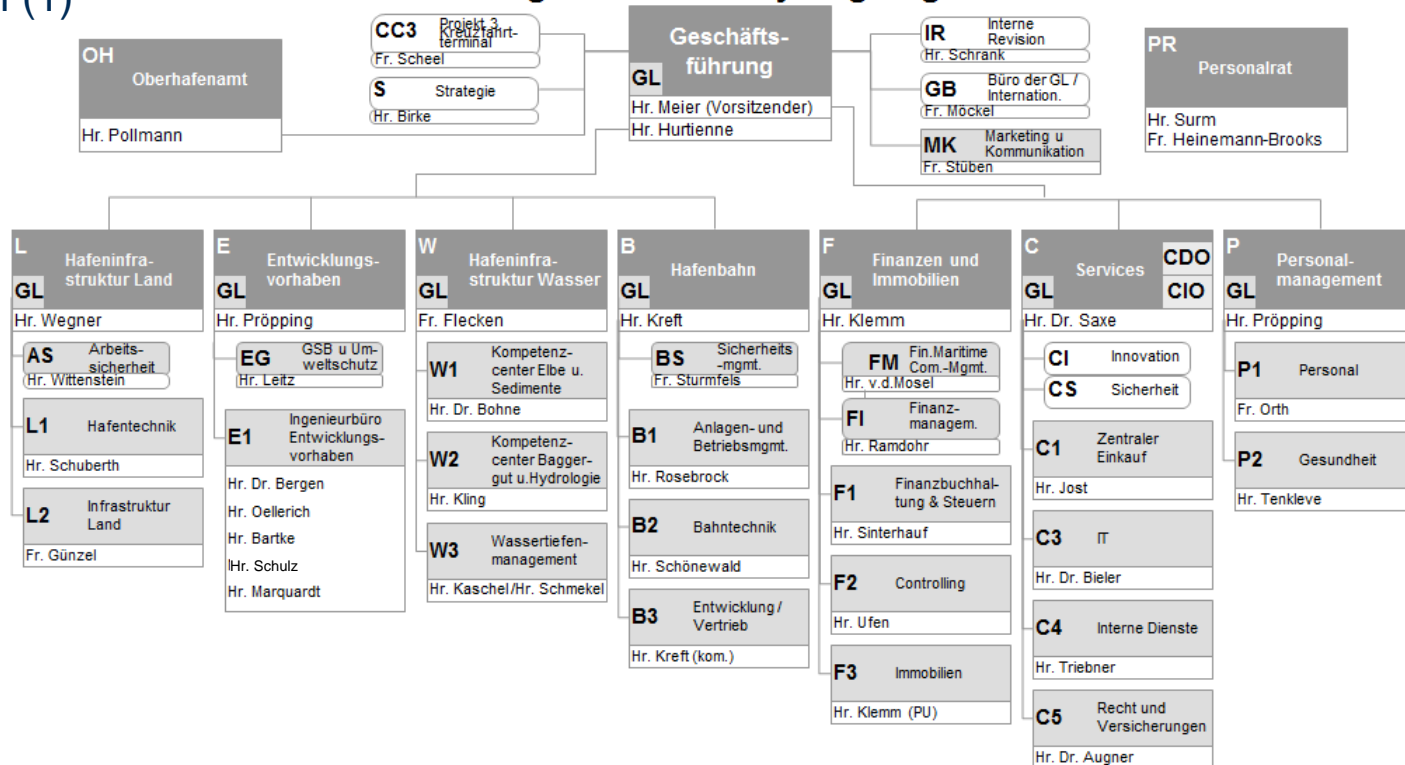 (1)
OH
Oberhafenamt
Hr. Pollmann
CC3
Projekt 3
Kreuzfahrt-
terminal
Fr. Scheel
S
Strategie
Hr. Birke
Geschäfts-
führung
GL
Hr. Meier (Vorsitzender)
Hr. Hurtienne
IR
Interne
Revision
Hr. Schrank
GB
Büro der GL /
Internation.
Fr. Möckel
MK
Marketing u
Kommunikation
Fr. Stüben
PR
Personalrat
Hr. Surm
Fr. Heinemann-Brooks
L
Hafeninfra-
struktur Land
GL
Hr. Wegner
AS
Arbeits-
sicherheit
Hr. Wittenstein
L1
Hafentechnik
Hr. Schuberth
L2
Infrastruktur
Land
Fr. Günzel
E
Entwicklungs-
vorhaben
GL
Hr. Pröpping
EG
GSB u Um-
weltschutz
Hr. Leitz
E1
Ingenieurbüro
Entwicklungs-
vorhaben
Hr. Dr. Bergen
Hr. Oellerich
Hr. Bartke
Hr. Schulz
Hr. Marquardt
W
Hafeninfra-
struktur Wasser
GL
Fr. Flecken
W1
Kompetenz-
center Elbe u.
Sedimente
Hr. Dr. Bohne
W2
Kompetenz-
center Bagger-
gut u.Hydrologie
Hr. Kling
W3
Wassertiefen-
management
Hr. Kaschel/Hr. Schmekel
B
Hafenbahn
GL
Hr. Kreft
BS
Sicherheits
-mgmt.
Fr. Sturmfels
B1
Anlagen- und
Betriebsmgmt.
Hr. Rosebrock
B2
Bahntechnik
Hr. Schönewald
B3
Entwicklung /
Vertrieb
Hr. Kreft (kom.)
F
Finanzen und
Immobilien
GL
Hr. Klemm
FM
Fin.Maritime
Com.-Mgmt.
Hr. v.d.Mosel
FI
Finanz-
managem.
Hr. Ramdohr
F1
Finanzbuchhal-
tung & Steuern
Hr. Sinterhauf
F2
Controlling
Hr. Ufen
F3
Immobilien
Hr. Klemm (PU)
C
Services
CDO
GL
CIO
Hr. Dr. Saxe
CI
Innovation
CS
Sicherheit
C1
Zentraler
Einkauf
Hr. Jost
C3
IT
Hr. Dr. Bieler
C4
Interne Dienste
Hr. Triebner
C5
Recht und
Versicherungen
Hr. Dr. Augner
P
Personal-
management
GL
Hr. Pröpping
P1
Personal
Fr. Orth
P2
Gesundheit
Hr. Tenkleve